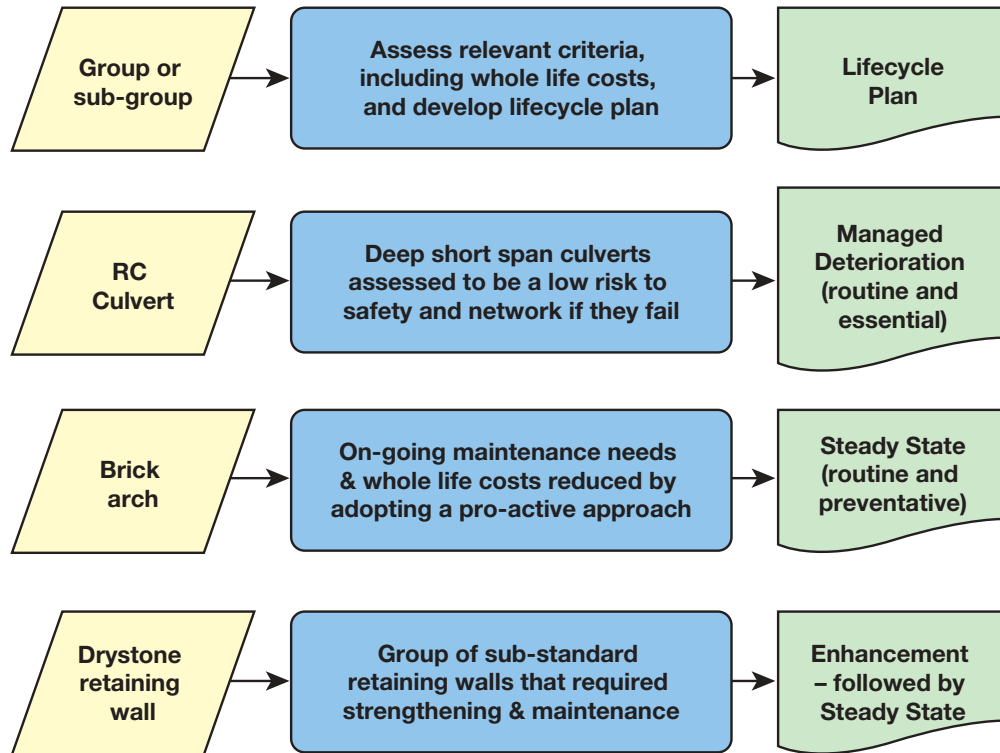 Group or
sub-group
Assess relevant criteria,
including whole life costs,
and develop lifecycle plan
Lifecycle
Plan
RC
Culvert
Deep short span culverts
assessed to be a low risk to
safety and network if they fail
Managed
Deterioration
(routine and
essential)
Brick
arch
On-going maintenance needs
& whole life costs reduced by
adopting a pro-active approach
Steady State
(routine and
preventative)
Drystone
retaining
wall
Group of sub-standard
retaining walls that required
strengthening & maintenance
Enhancement
– followed by
Steady State